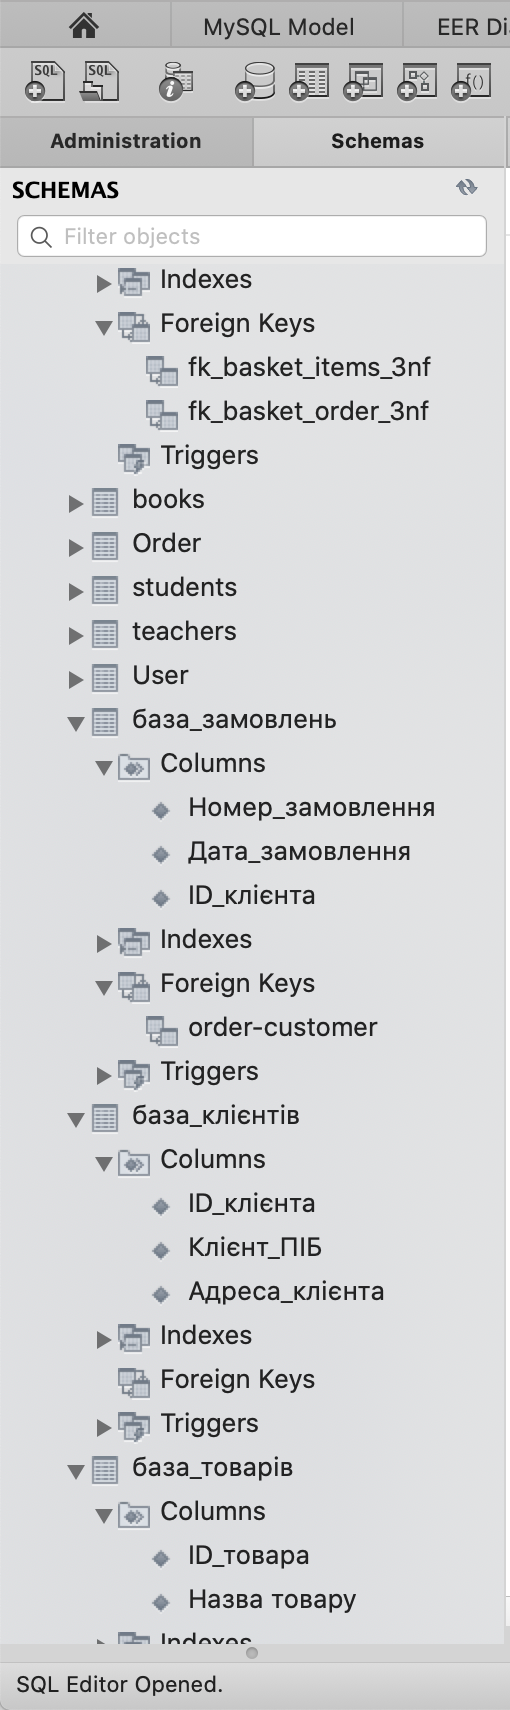 MySQL Model
EER Di
SQL
SQL
f()
Administration
Schemas
SCHEMAS
Filter objects
Indexes
Foreign Keys
fk_basket_items_3nf
fk_basket_order_3nf
Triggers
books
Order
students
teachers
User
база_замовлень
Columns
Номер_замовлення
Дата_замовлення
ID_клієнта
Indexes
Foreign Keys
order-customer
Triggers
база_клієнтів
Columns
ID_клієнта
Клієнт_ПІБ
Адреса_клієнта
Indexes
Foreign Keys
Triggers
база_товарів
Columns
ID_товара
Назва товару
Indexes
SQL Editor Opened.